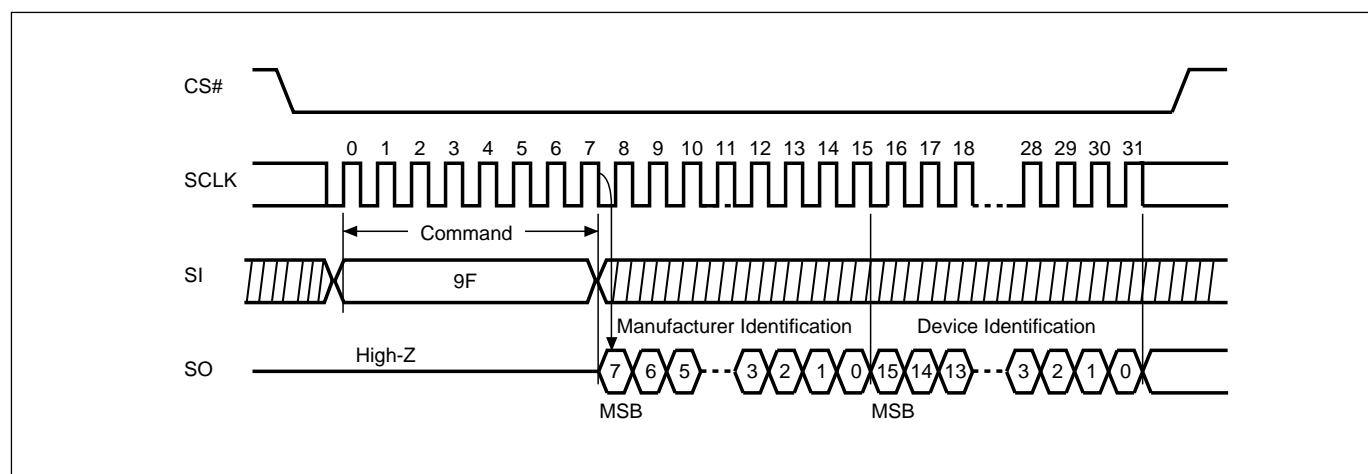 CS#
0 1 2 3 4 5 6 7 8 9 10 11 12 13 14 15 16 17 18 28 29 30 31
SCLK
Command
SI
9F
Manufacturer Identification Device Identification
High-Z
SO
7 6 5 3 2 1 0 15 14 13 3 2 1 0
MSB MSB